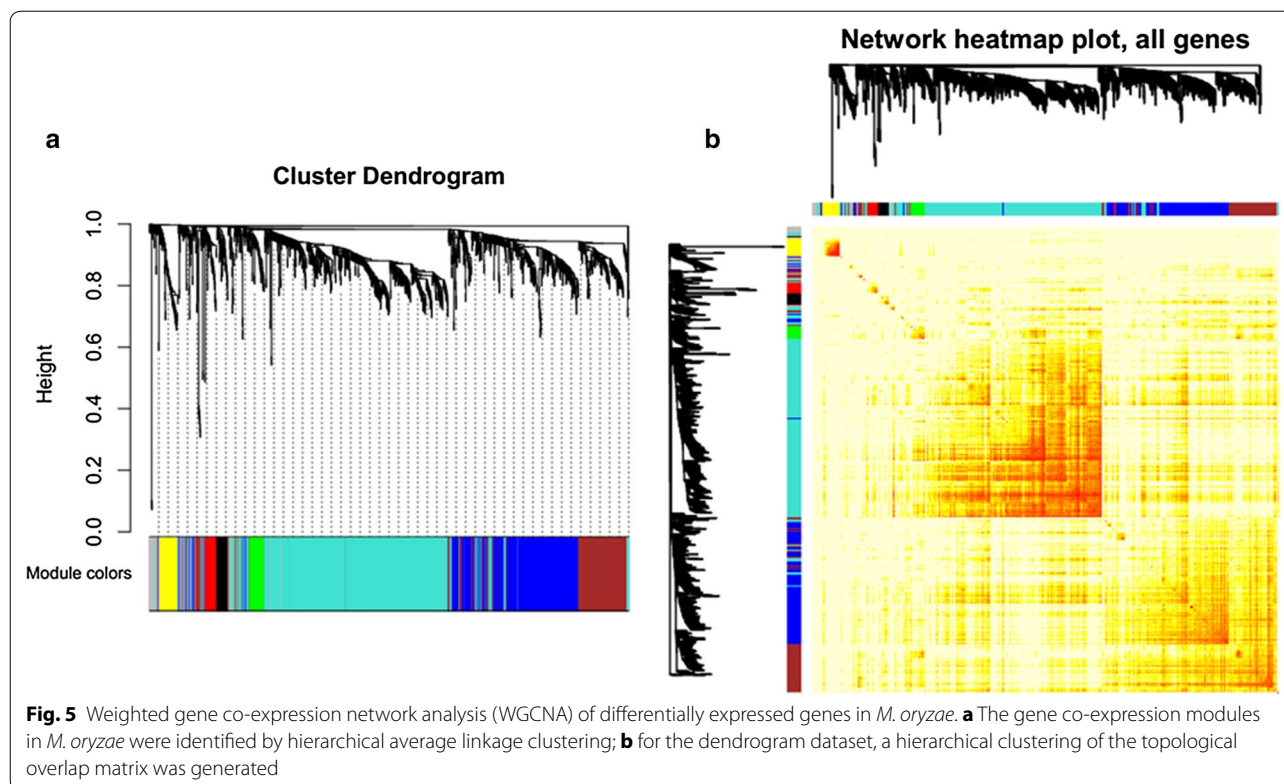 Network heatmap plot, all genes
a
b
Cluster Dendrogram
Height
1.0
0.8
0.6
0.4
0.2
0.0
Module colors
Fig. 5 Weighted gene co-expression network analysis (WGCNA) of differentially expressed genes in M. oryzae. a The gene co-expression modules
in M. oryzae were identified by hierarchical average linkage clustering; b for the dendrogram dataset, a hierarchical clustering of the topological
overlap matrix was generated